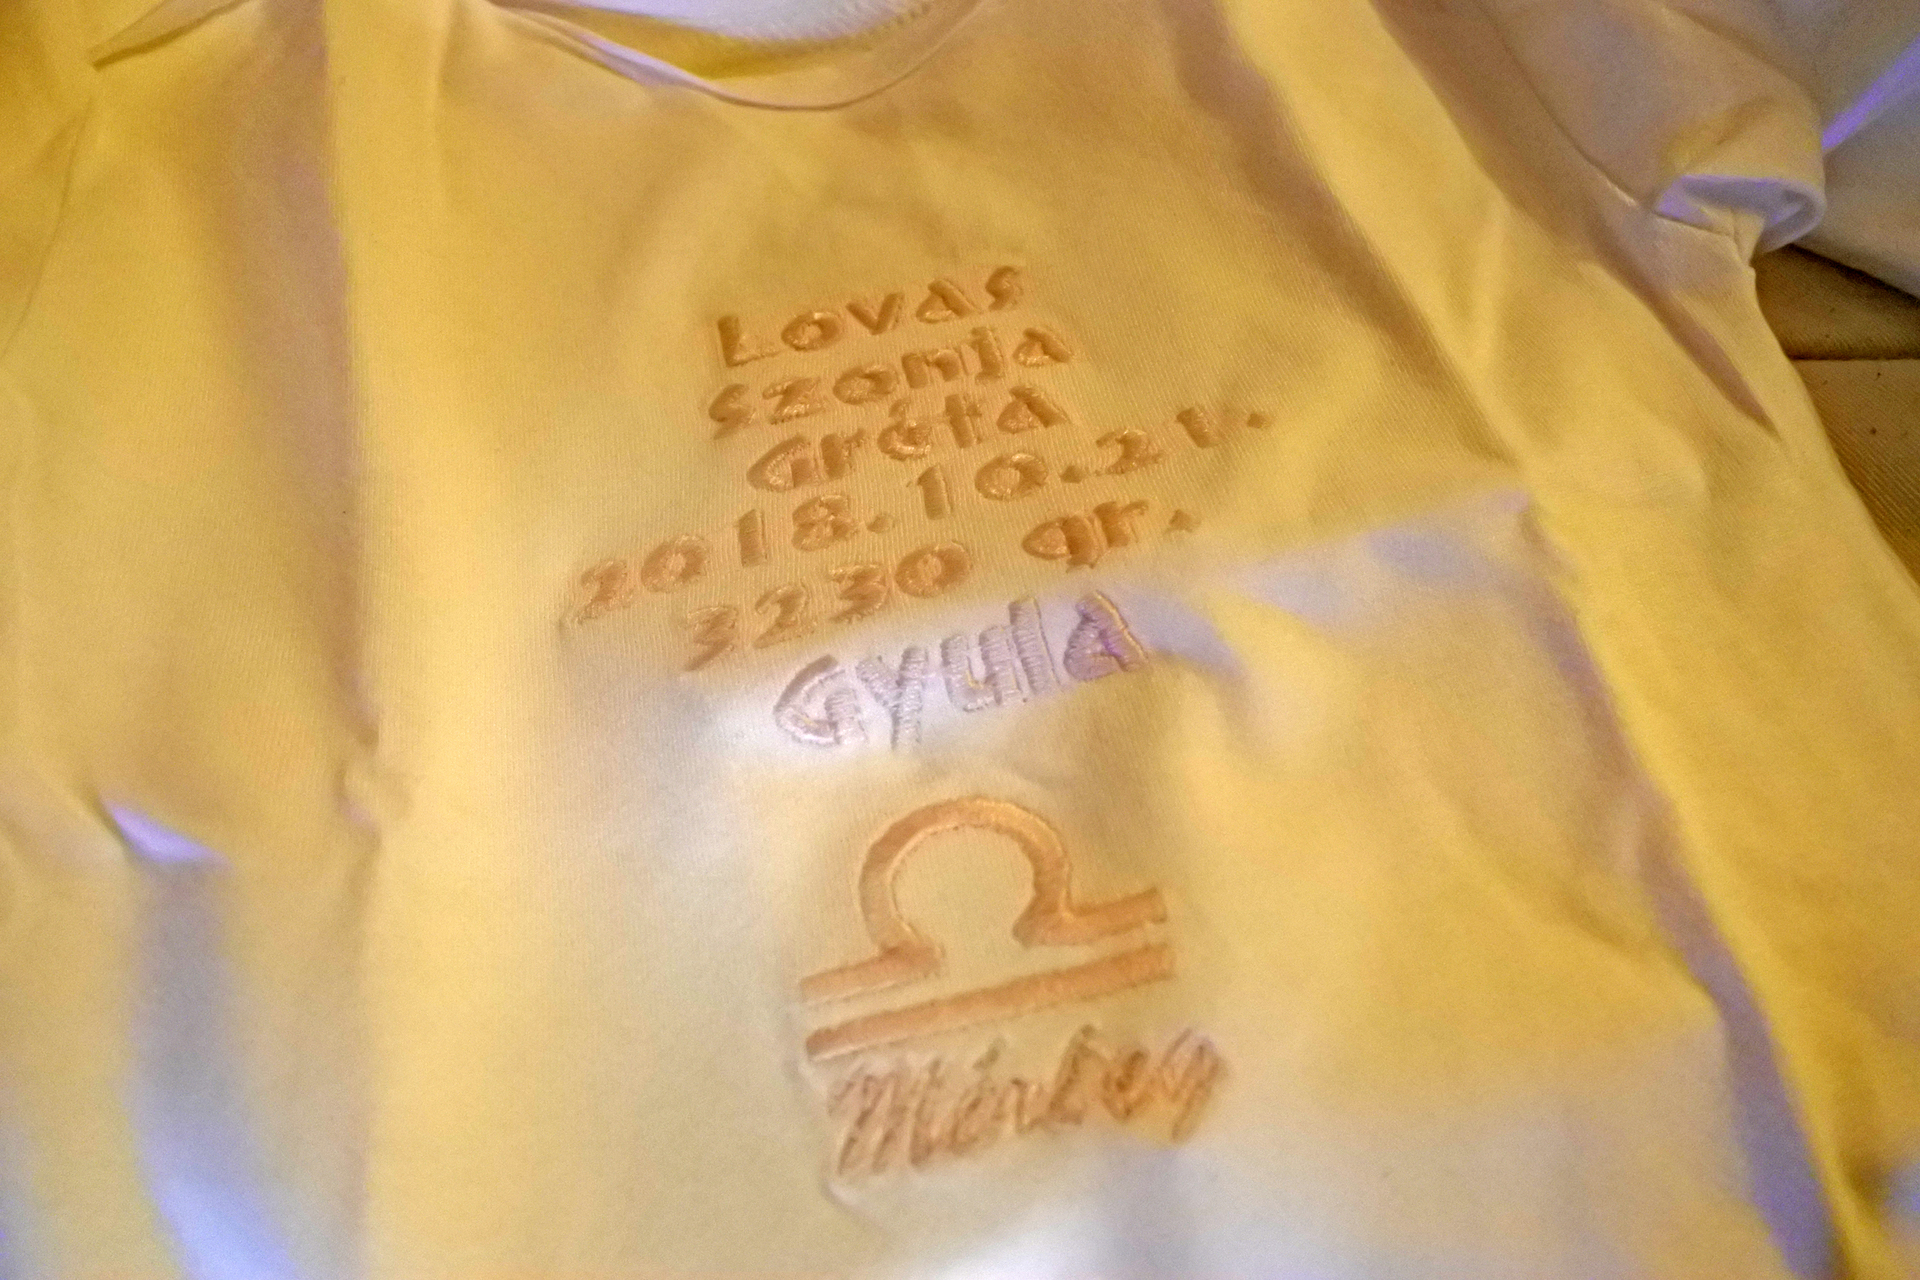 Lovas
Szonja
Gréta
2018.10.21.
3230 gr.
Gyula
Mérleg